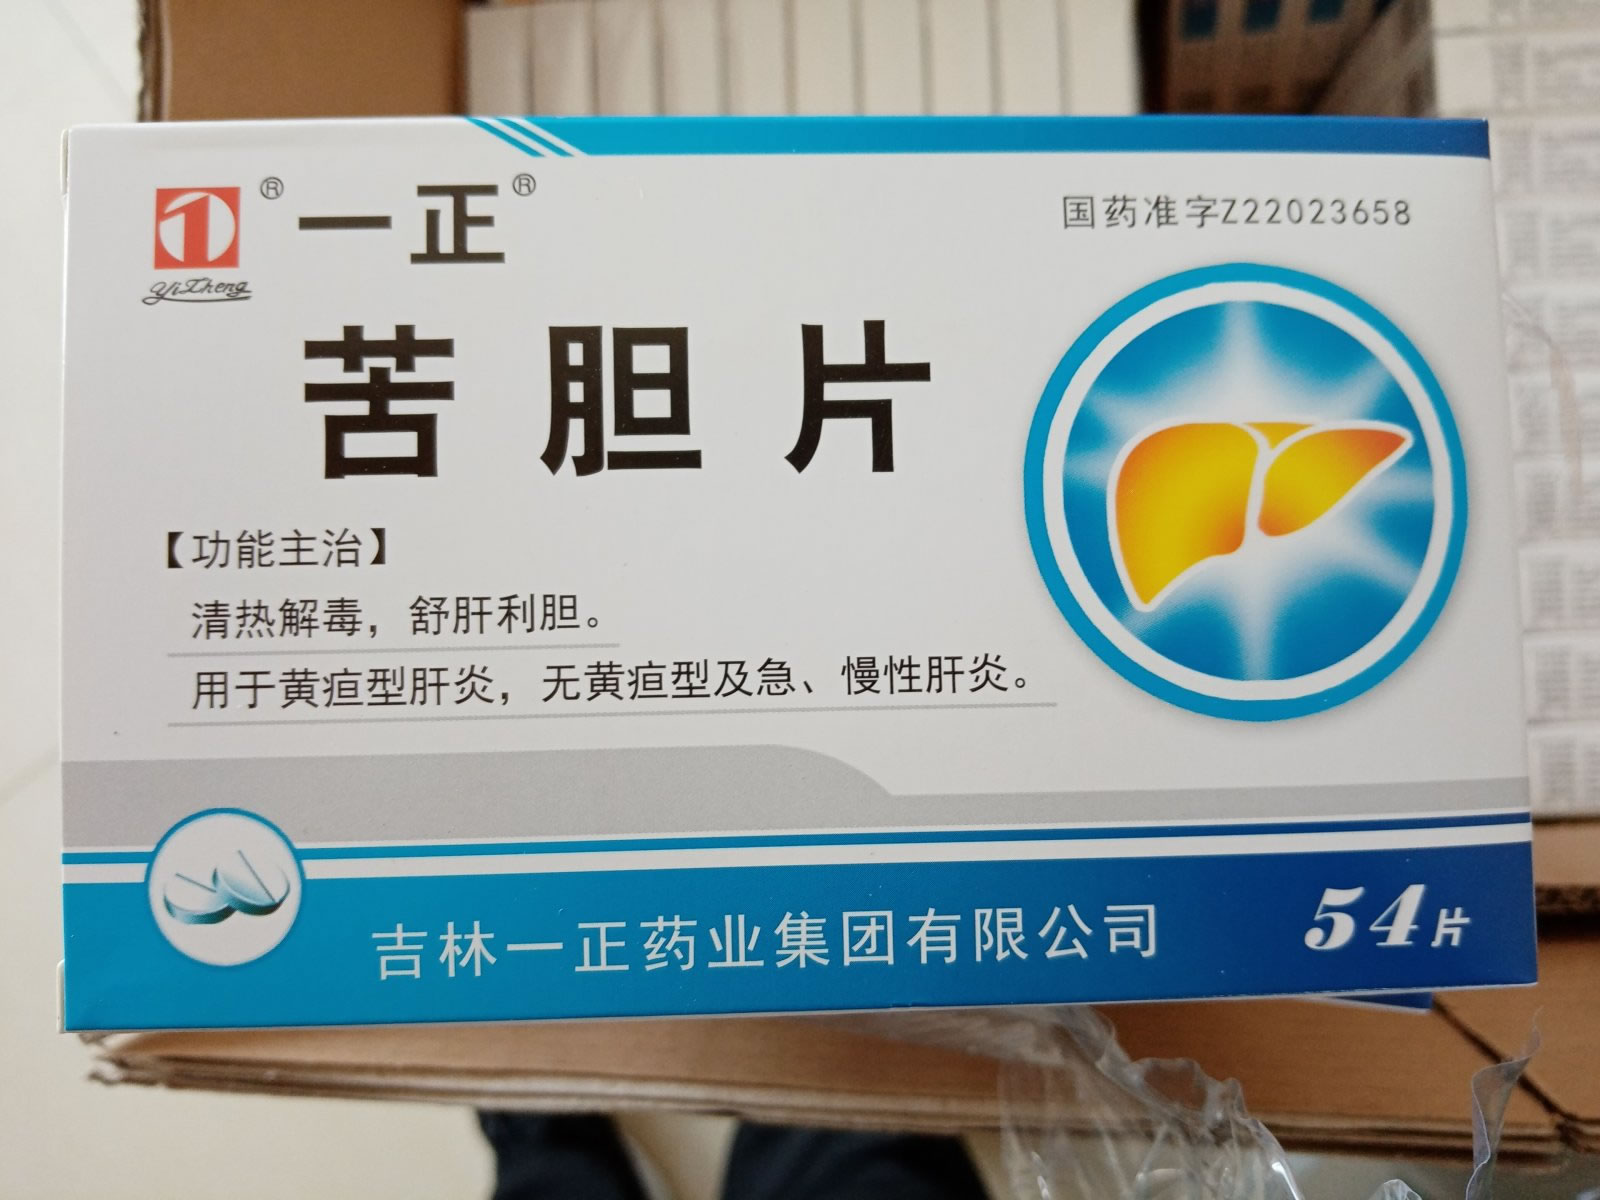 ® 一正®
YiZheng
国药准字Z22023658
苦胆片
【功能主治】
清热解毒，舒肝利胆。
用于黄疸型肝炎，无黄疸型及急、慢性肝炎。
吉林一正药业集团有限公司
54片